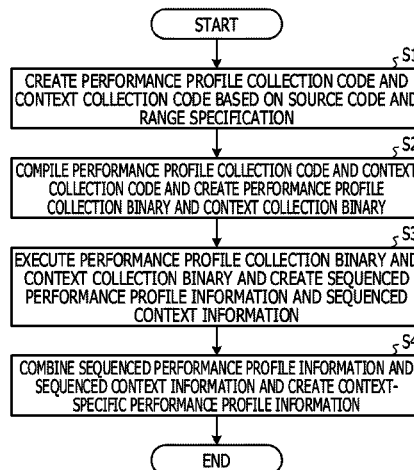 START
S1
CREATE PERFORMANCE PROFILE COLLECTION CODE AND
CONTEXT COLLECTION CODE BASED ON SOURCE CODE AND
RANGE SPECIFICATION
S2
COMPILE PERFORMANCE PROFILE COLLECTION CODE AND CONTEXT
COLLECTION CODE AND CREATE PERFORMANCE PROFILE
COLLECTION BINARY AND CONTEXT COLLECTION BINARY
S3
EXECUTE PERFORMANCE PROFILE COLLECTION BINARY AND
CONTEXT COLLECTION BINARY AND CREATE SEQUENCED
PERFORMANCE PROFILE INFORMATION AND SEQUENCED
CONTEXT INFORMATION
S4
COMBINE SEQUENCED PERFORMANCE PROFILE INFORMATION AND
SEQUENCED CONTEXT INFORMATION AND CREATE CONTEXT-
SPECIFIC PERFORMANCE PROFILE INFORMATION
END